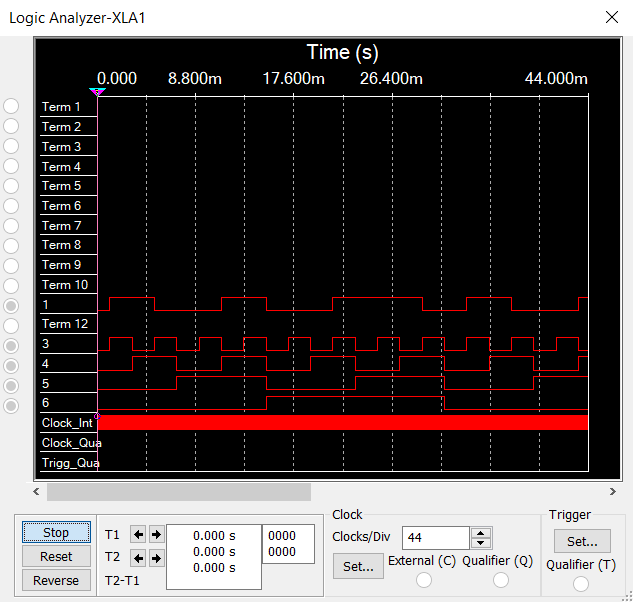 Logic Analyzer-XLA1
Time (s)
0.000 8.800m 17.600m 26.400m 44.000m
Term 1
Term 2
Term 3
Term 4
Term 5
Term 6
Term 7
Term 8
Term 9
Term 10
1
Term 12
3
4
5
6
Clock_Int
Clock_Qua
Trigg_Qua
Stop
Reset
Reverse
T1
T2
T2-T1
0.000 s 0000
0.000 s 0000
0.000 s
Clock
Clocks/Div 44
Set...
External (C) Qualifier (Q)
Trigger
Set...
Qualifier (T)